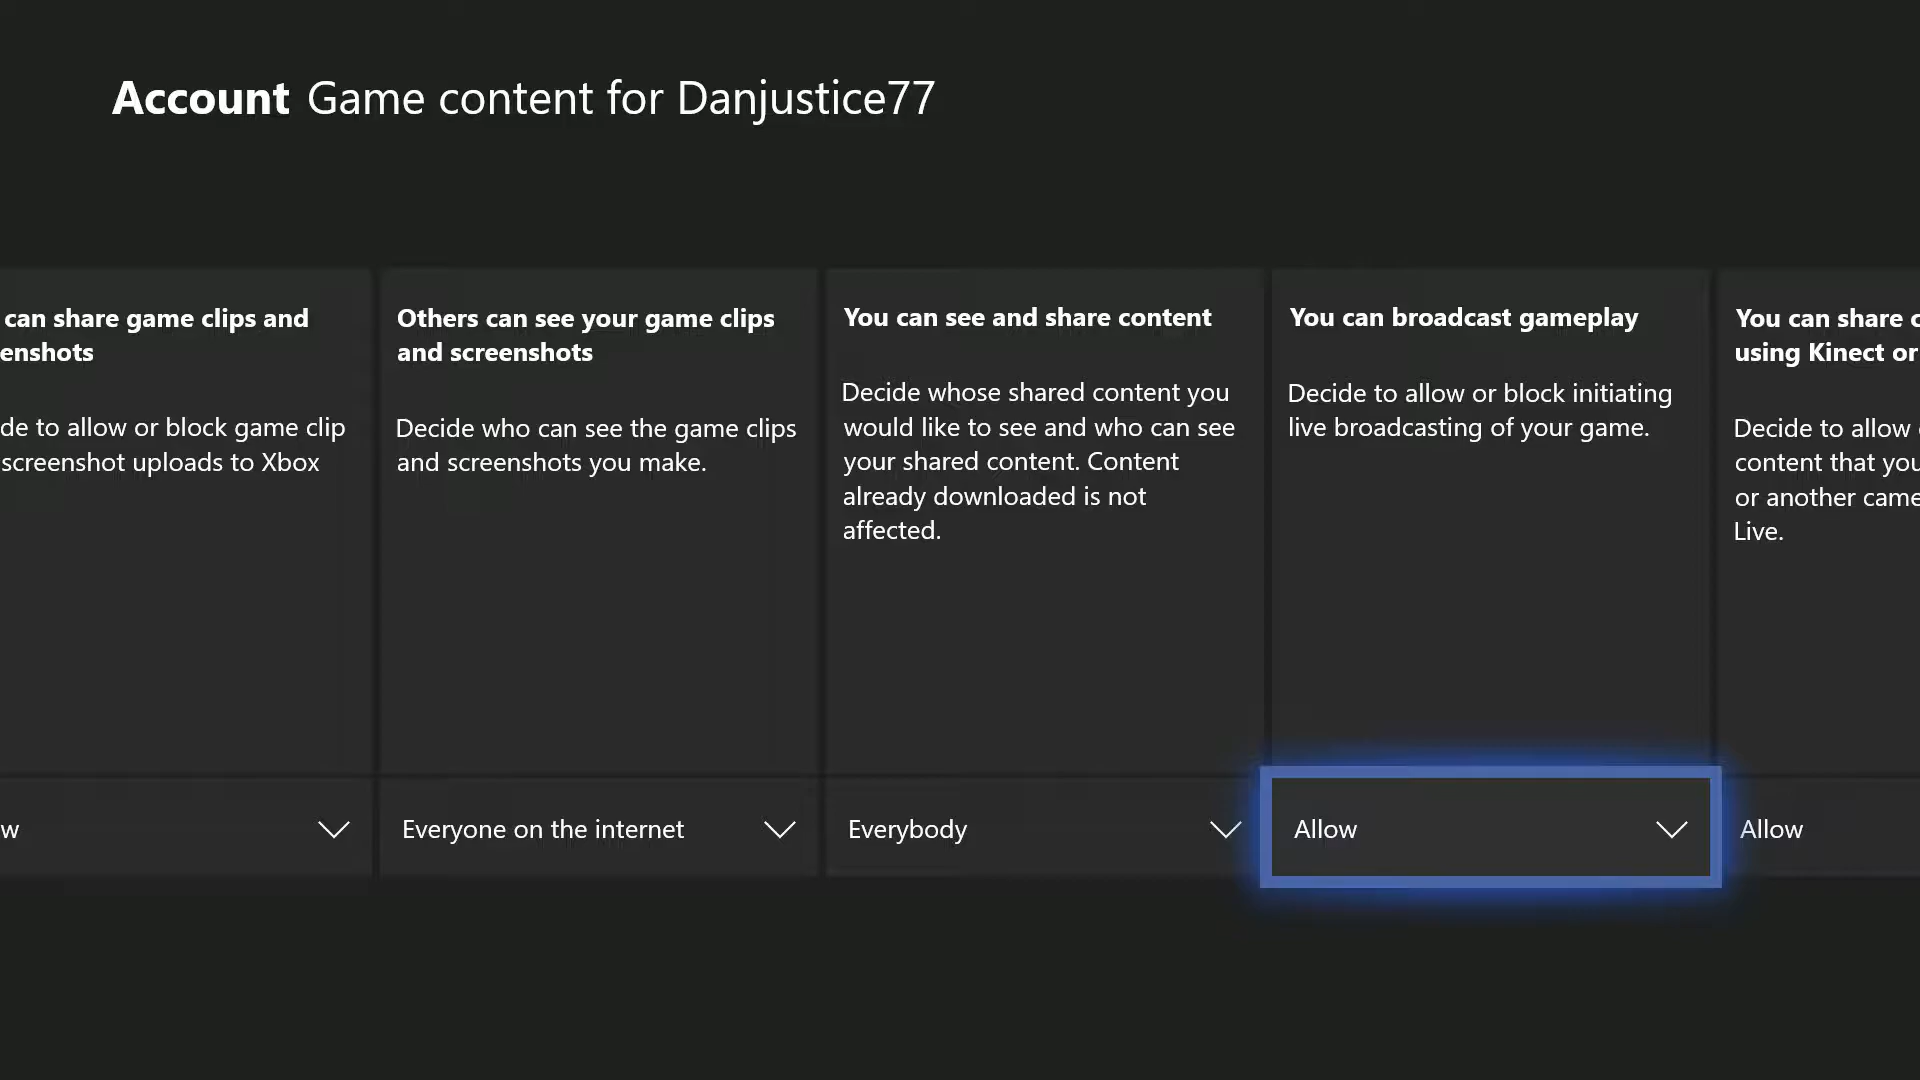 Account Game content for Danjustice77
can share game clips and
enshots
de to allow or block game clip
screenshot uploads to Xbox
w
Others can see your game clips
and screenshots
Decide who can see the game clips
and screenshots you make.
Everyone on the internet
You can see and share content
Decide whose shared content you
would like to see and who can see
your shared content. Content
already downloaded is not
affected.
Everybody
You can broadcast gameplay
Decide to allow or block initiating
live broadcasting of your game.
Allow
You can share c
using Kinect or
Decide to allow
content that you
or another came
Live.
Allow